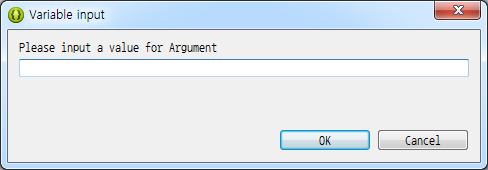 Variable input
Please input a value for Argument
OK
Cancel